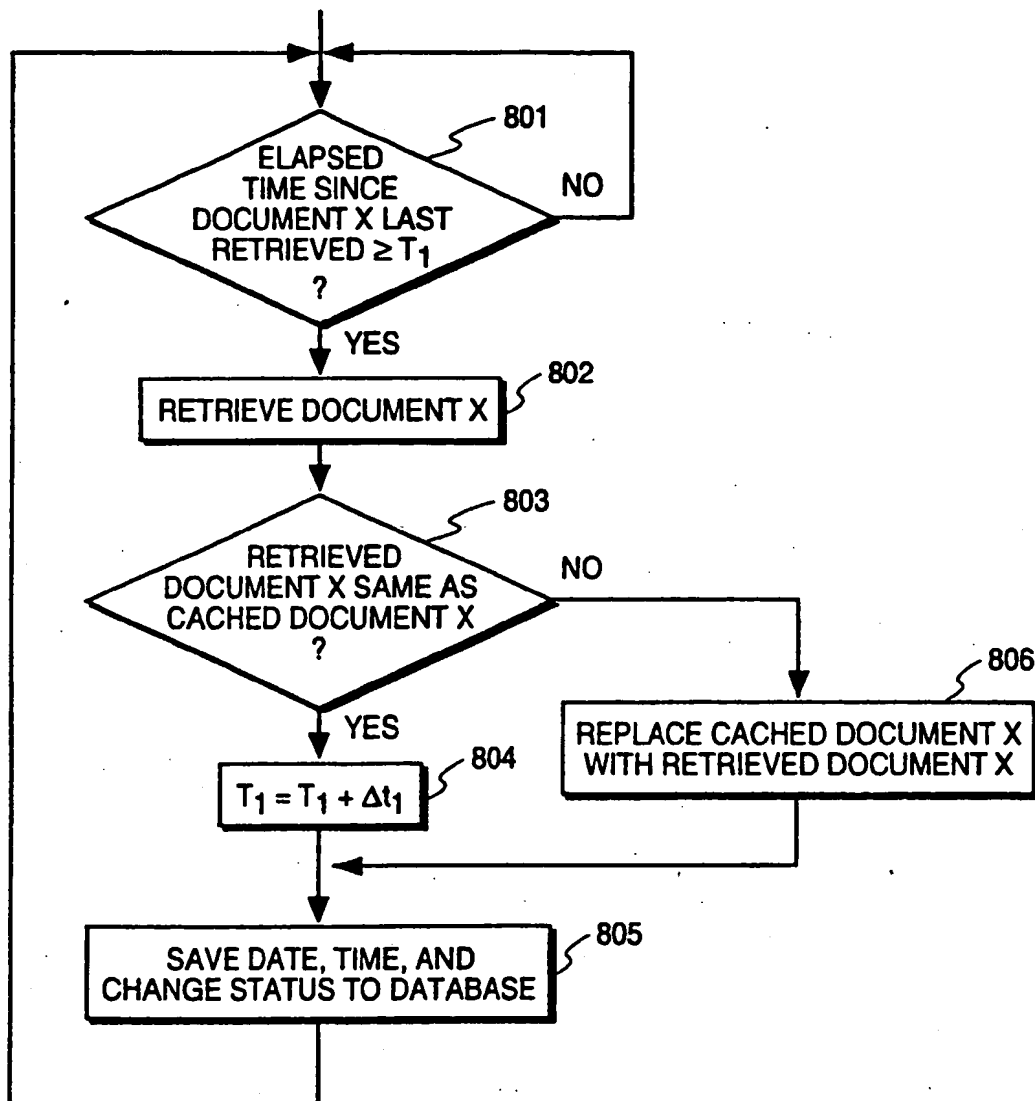 801
ELAPSED
TIME SINCE
DOCUMENT X LAST
RETRIEVED ≥ T₁
?
NO
YES
802
RETRIEVE DOCUMENT X
803
RETRIEVED
DOCUMENT X SAME AS
CACHED DOCUMENT X
?
NO
YES
806
REPLACE CACHED DOCUMENT X
WITH RETRIEVED DOCUMENT X
804
T₁ = T₁ + Δt₁
805
SAVE DATE, TIME, AND
CHANGE STATUS TO DATABASE